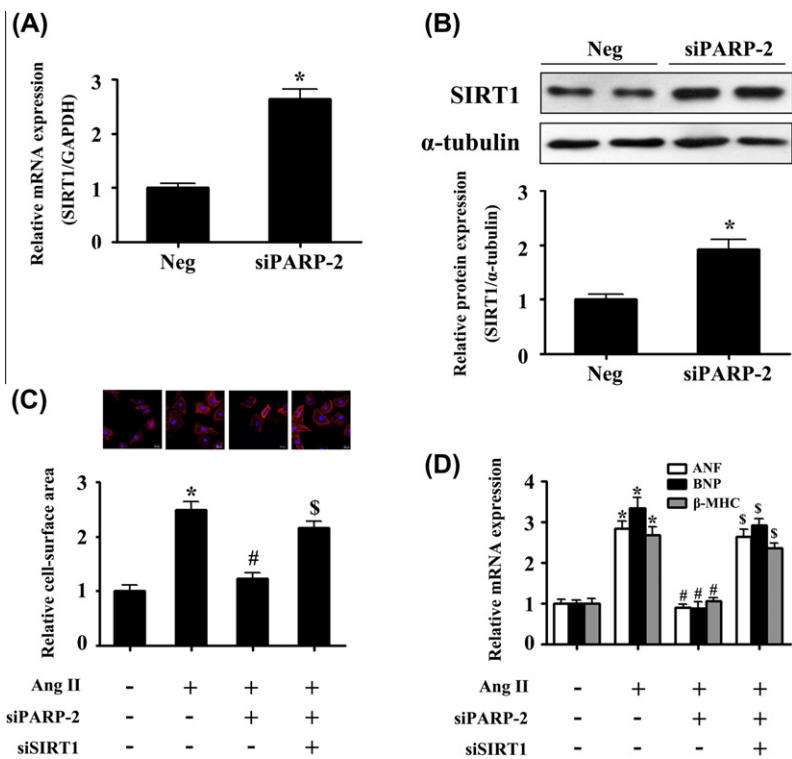 (A)
Relative mRNA expression
(SIRT1/GAPDH)
3
2
1
0
*
Neg
siPARP-2
(B)
Neg
siPARP-2
SIRT1
α-tubulin
Relative protein expression
(SIRT1/α-tubulin)
3
2
1
0
*
Neg
siPARP-2
(C)
Relative cell-surface area
3
2
1
0
*
#
$
Ang II - + + +
siPARP-2 - - + +
siSIRT1 - - - +
(D)
Relative mRNA expression
ANF
BNP
β-MHC
4
3
2
1
0
* * *
# # #
$ $ $
Ang II - + + +
siPARP-2 - - + +
siSIRT1 - - - +